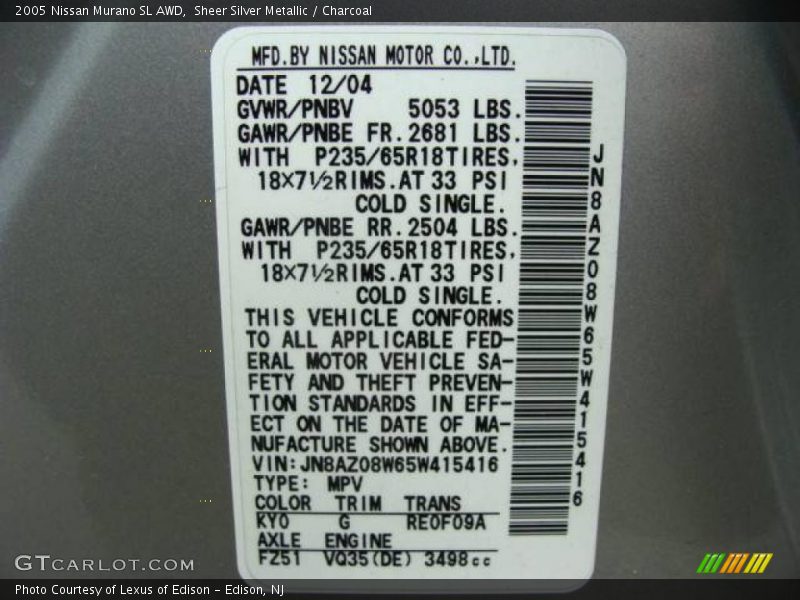 2005 Nissan Murano SL AWD,  Sheer Silver Metallic / Charcoal
MFD.BY NISSAN MOTOR CO.,LTD.
DATE 12/04
GVWR/PNBV 5053 LBS.
GAWR/PNBE FR.2681 LBS.
WITH P235/65R18TIRES,
18×7½RIMS.AT 33 PSI
COLD SINGLE.
GAWR/PNBE RR.2504 LBS.
WITH P235/65R18TIRES,
18×7½RIMS.AT 33 PSI
COLD SINGLE.
THIS VEHICLE CONFORMS
TO ALL APPLICABLE FED-
ERAL MOTOR VEHICLE SA-
FETY AND THEFT PREVEN-
TION STANDARDS IN EFF-
ECT ON THE DATE OF MA-
NUFACTURE SHOWN ABOVE.
VIN:JN8AZ08W65W415416
TYPE: MPV
COLOR TRIM TRANS
KY0 G RE0F09A
AXLE ENGINE
FZ51 VQ35(DE) 3498cc
JN8AZ08W65W415416
GTCARLOT.COM
Photo Courtesy of Lexus of Edison - Edison, NJ